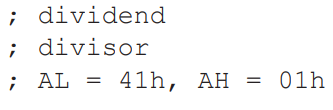 ; dividend
; divisor
; AL = 41h, AH = 01h